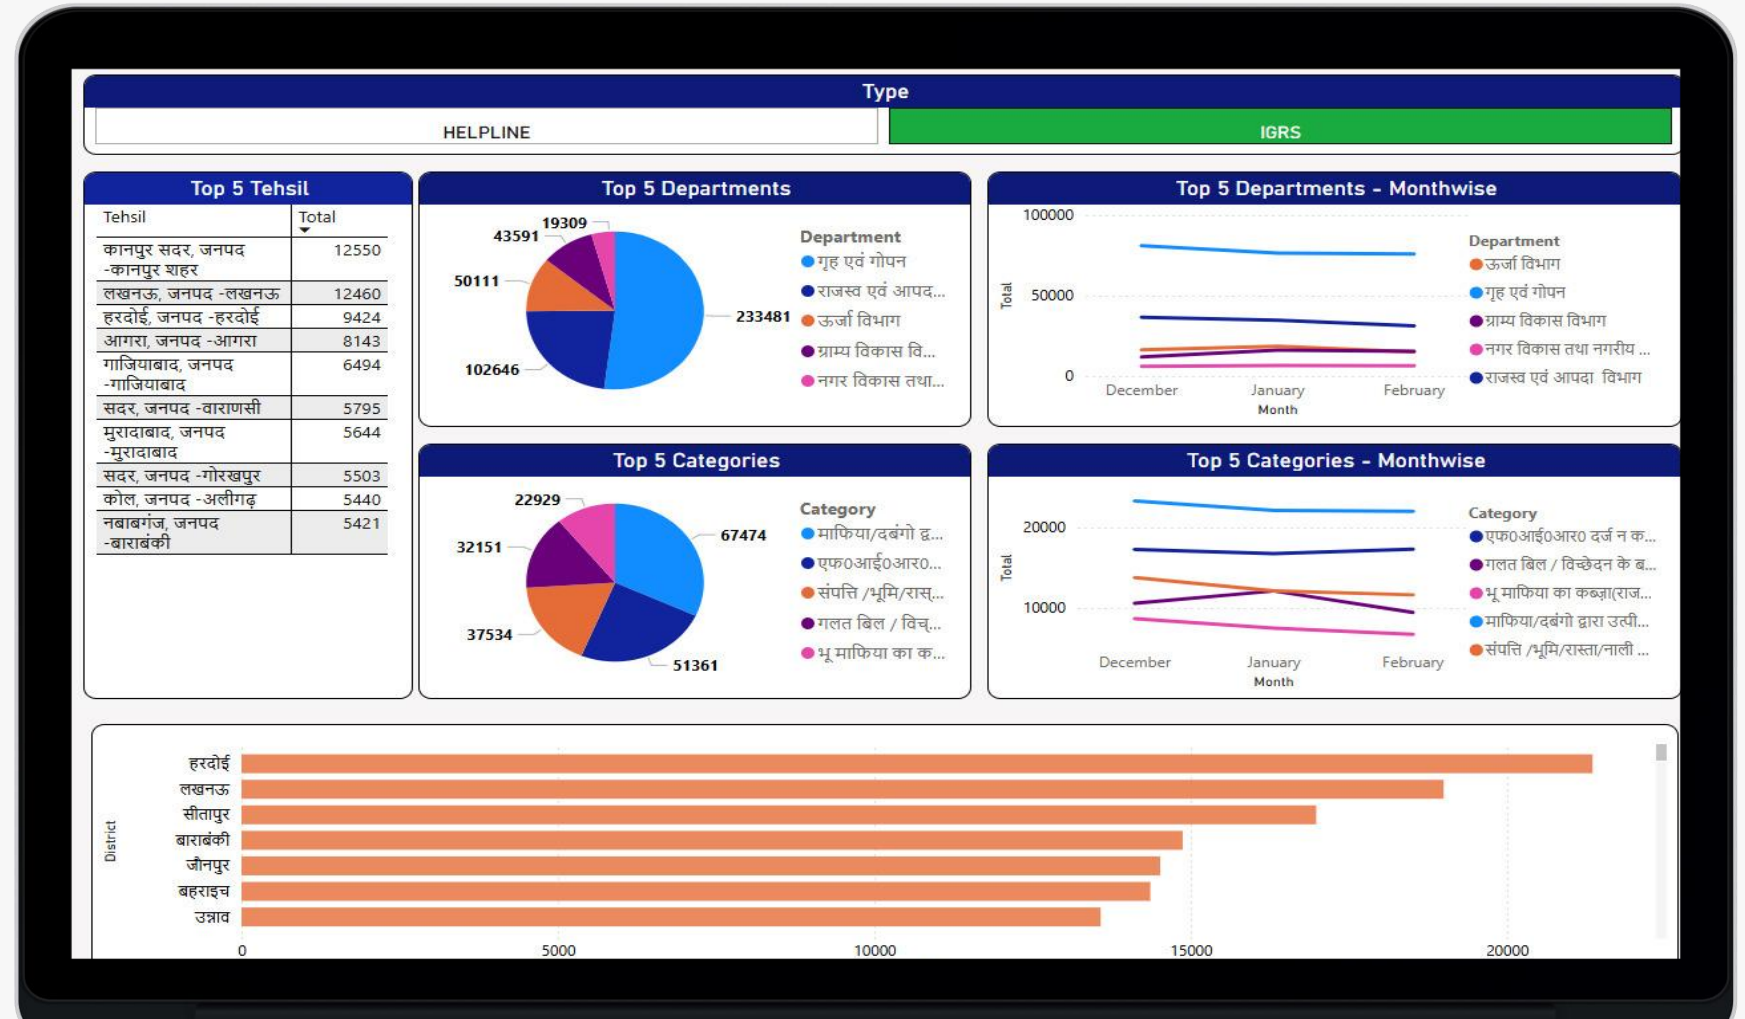 Type
HELPLINE
IGRS
Top 5 Tehsil
Tehsil Total
कानपुर सदर, जनपद 12550
-कानपुर शहर
लखनऊ, जनपद -लखनऊ 12460
हरदोई, जनपद -हरदोई 9424
आगरा, जनपद -आगरा 8143
गाजियाबाद, जनपद 6494
-गाजियाबाद
सदर, जनपद -वाराणसी 5795
मुरादाबाद, जनपद 5644
-मुरादाबाद
सदर, जनपद -गोरखपुर 5503
कोल, जनपद -अलीगढ़ 5440
नबाबगंज, जनपद 5421
-बाराबंकी
Top 5 Departments
19309
43591
50111
233481
102646
Department
गृह एवं गोपन
राजस्व एवं आपद...
ऊर्जा विभाग
ग्राम्य विकास वि...
नगर विकास तथा...
Top 5 Departments - Monthwise
100000
50000
0
Total
December January February
Month
Department
ऊर्जा विभाग
गृह एवं गोपन
ग्राम्य विकास विभाग
नगर विकास तथा नगरीय ...
राजस्व एवं आपदा विभाग
Top 5 Categories
22929
67474
32151
37534
51361
Category
माफिया/दबंगो द्व...
एफ0आई0आर0...
संपत्ति /भूमि/रास्...
गलत बिल / विच्...
भू माफिया का क...
Top 5 Categories - Monthwise
20000
10000
Total
December January February
Month
Category
एफ0आई0आर0 दर्ज न क...
गलत बिल / विच्छेदन के ब...
भू माफिया का कब्ज़ा(राज...
माफिया/दबंगो द्वारा उत्पी...
संपत्ति /भूमि/रास्ता/नाली ...
District
हरदोई
लखनऊ
सीतापुर
बाराबंकी
जौनपुर
बहराइच
उन्नाव
0 5000 10000 15000 20000